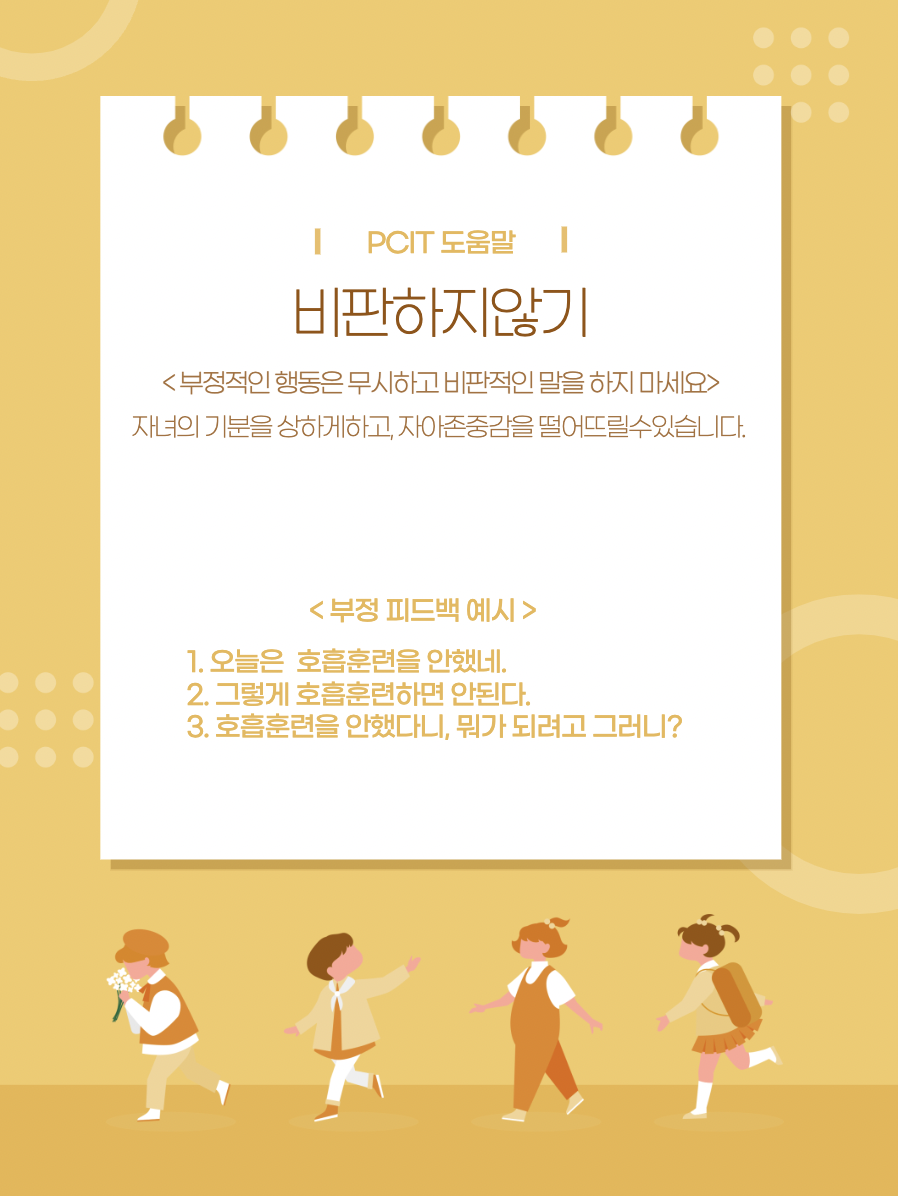 PCIT 도움말
비판하지않기
< 부정적인 행동은 무시하고 비판적인 말을 하지 마세요>
자녀의 기분을 상하게하고, 자아존중감을 떨어뜨릴수있습니다.
< 부정 피드백 예시 >
1. 오늘은 호흡훈련을 안했네.
2. 그렇게 호흡훈련하면 안된다.
3. 호흡훈련을 안했다니, 뭐가 되려고 그러니?